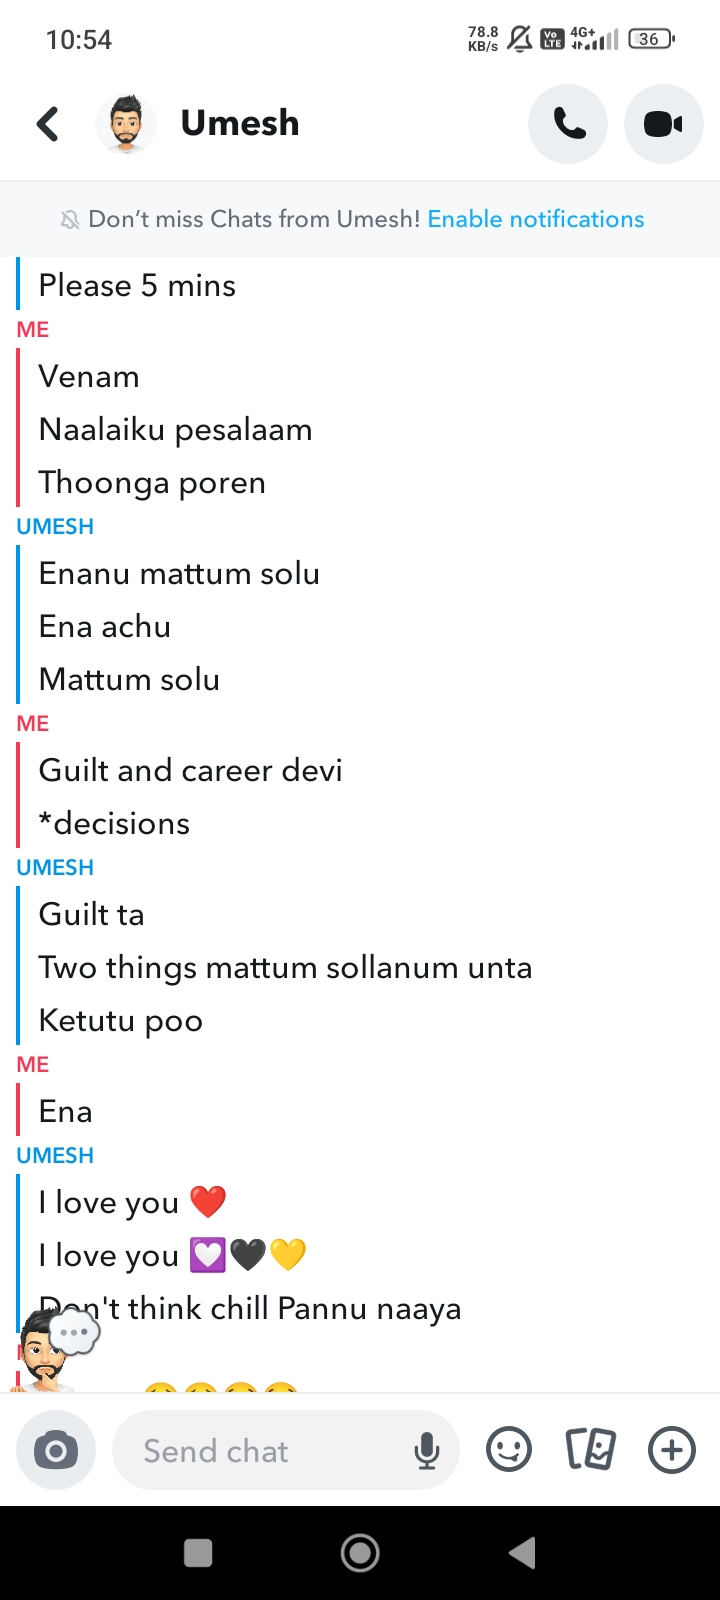 10:54
78.8
KB/s
Vo
LTE
4G+
36
Umesh
Don't miss Chats from Umesh! Enable notifications
Please 5 mins
ME
Venam
Naalaiku pesalaam
Thoonga poren
UMESH
Enanu mattum solu
Ena achu
Mattum solu
ME
Guilt and career devi
*decisions
UMESH
Guilt ta
Two things mattum sollanum unta
Ketutu poo
ME
Ena
UMESH
I love you ❤️
I love you 💟🖤💛
Don't think chill Pannu naaya
Send chat